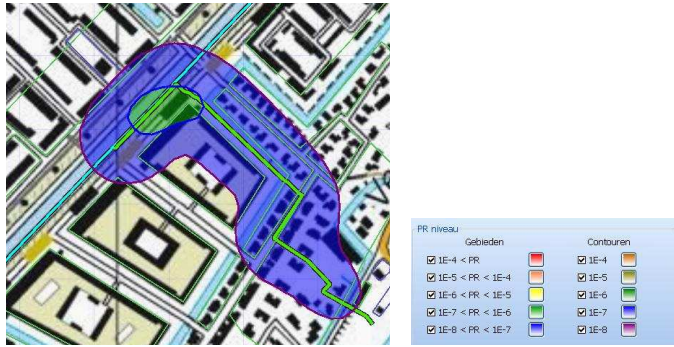 PR niveau
Gebieden Contouren
1E-4 < PR 1E-4
1E-5 < PR < 1E-4 1E-5
1E-6 < PR < 1E-5 1E-6
1E-7 < PR < 1E-6 1E-7
1E-8 < PR < 1E-7 1E-8